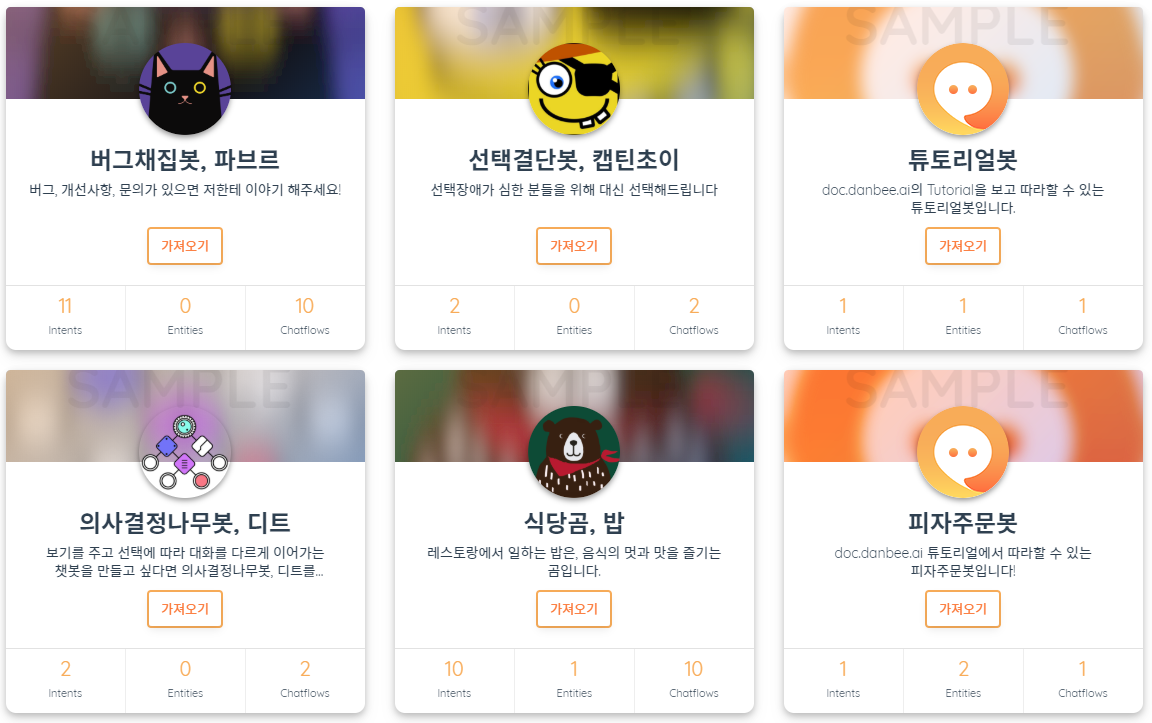 SAMPLE
버그채집봇, 파브르
버그, 개선사항, 문의가 있으면 저한테 이야기 해주세요!
가져오기
11
Intents
0
Entities
10
Chatflows
SAMPLE
선택결단봇, 캡틴초이
선택장애가 심한 분들을 위해 대신 선택해드립니다
가져오기
2
Intents
0
Entities
2
Chatflows
SAMPLE
튜토리얼봇
doc.danbee.ai의 Tutorial을 보고 따라할 수 있는
튜토리얼봇입니다.
가져오기
1
Intents
1
Entities
1
Chatflows
SAMPLE
의사결정나무봇, 디트
보기를 주고 선택에 따라 대화를 다르게 이어가는
챗봇을 만들고 싶다면 의사결정나무봇, 디트를...
가져오기
2
Intents
0
Entities
2
Chatflows
SAMPLE
식당곰, 밥
레스토랑에서 일하는 밥은, 음식의 멋과 맛을 즐기는
곰입니다.
가져오기
10
Intents
1
Entities
10
Chatflows
SAMPLE
피자주문봇
doc.danbee.ai 튜토리얼에서 따라할 수 있는
피자주문봇입니다!
가져오기
1
Intents
2
Entities
1
Chatflows